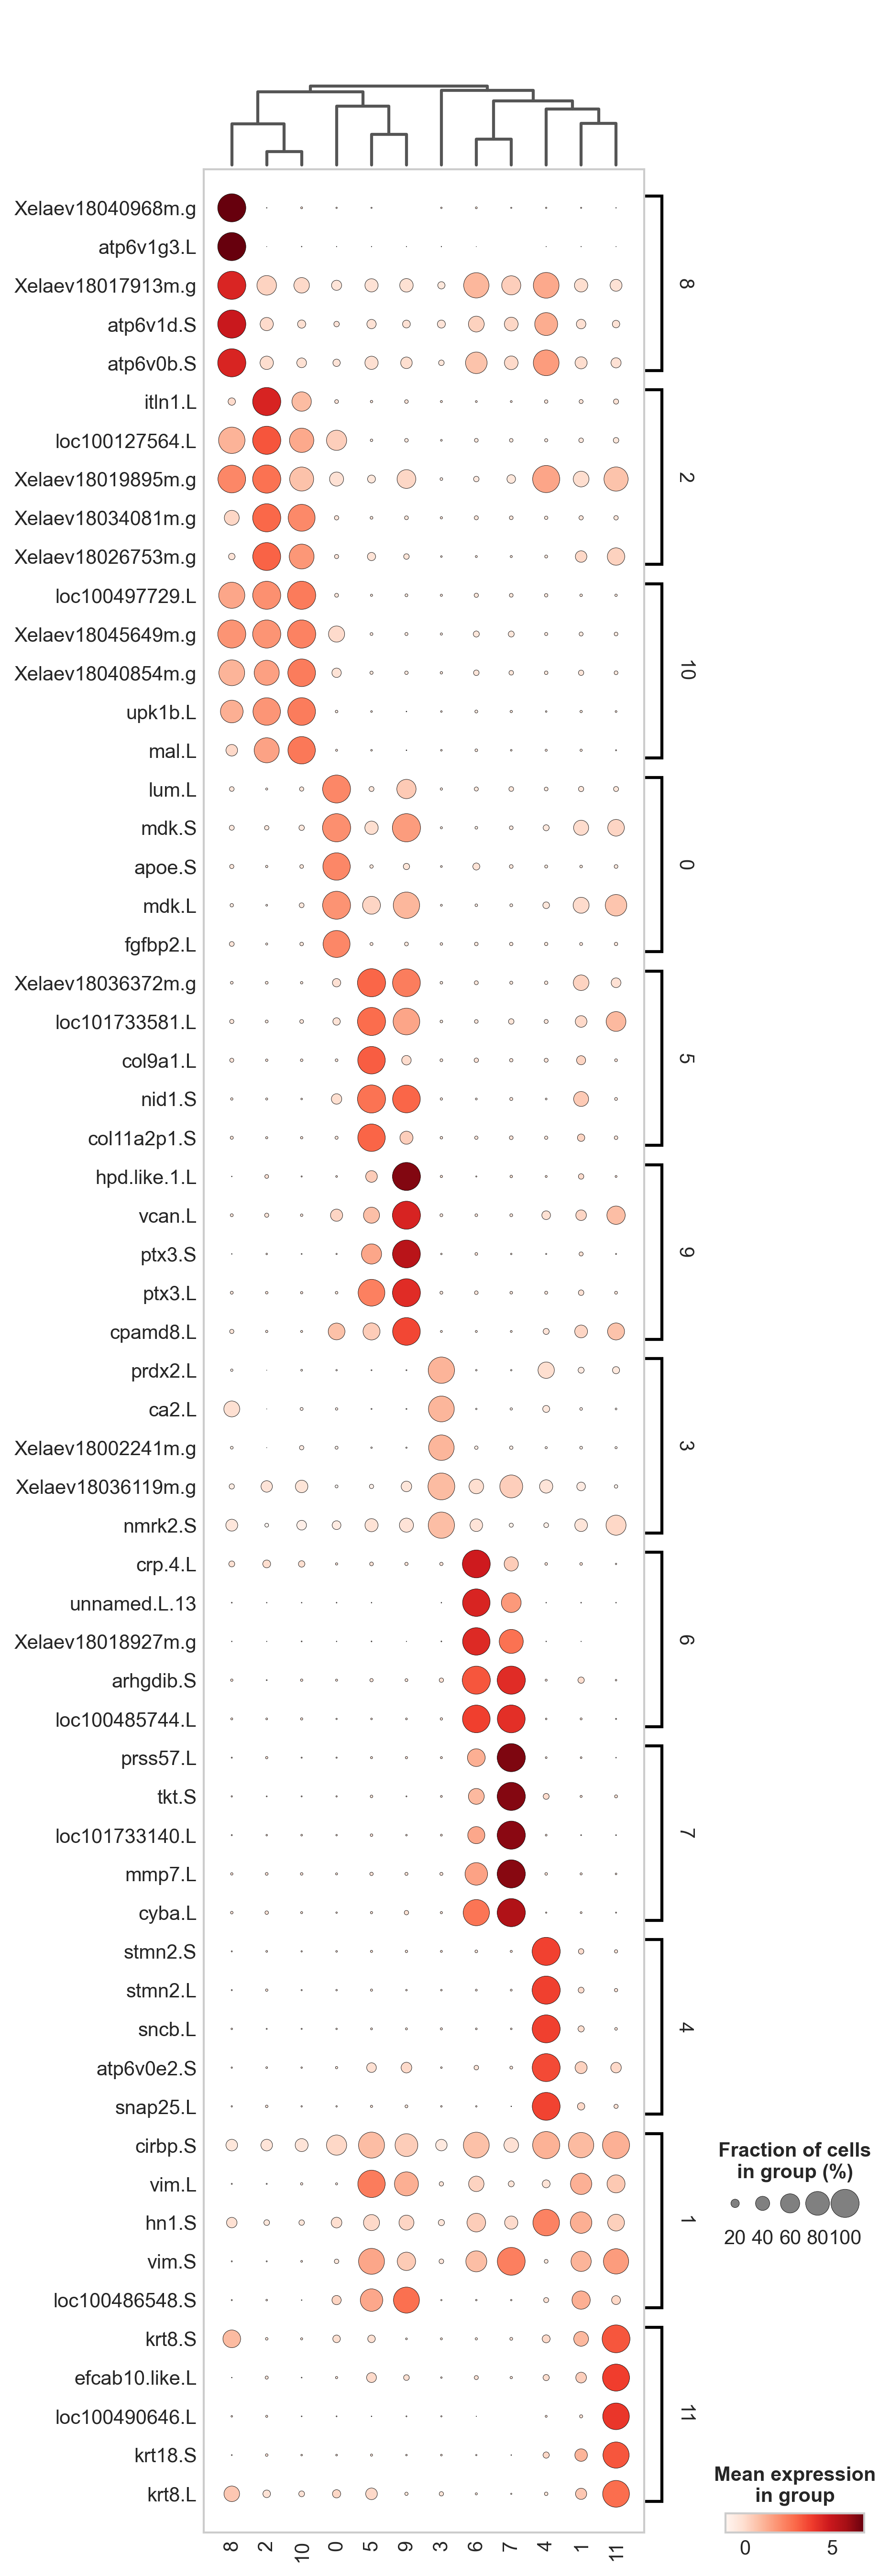 Xelaev18040968m.g
atp6v1g3.L
Xelaev18017913m.g
atp6v1d.S
atp6v0b.S
8
itln1.L
loc100127564.L
Xelaev18019895m.g
Xelaev18034081m.g
Xelaev18026753m.g
2
loc100497729.L
Xelaev18045649m.g
Xelaev18040854m.g
upk1b.L
mal.L
10
lum.L
mdk.S
apoe.S
mdk.L
fgfbp2.L
0
Xelaev18036372m.g
loc101733581.L
col9a1.L
nid1.S
col11a2p1.S
5
hpd.like.1.L
vcan.L
ptx3.S
ptx3.L
cpamd8.L
9
prdx2.L
ca2.L
Xelaev18002241m.g
Xelaev18036119m.g
nmrk2.S
3
crp.4.L
unnamed.L.13
Xelaev18018927m.g
arhgdib.S
loc100485744.L
6
prss57.L
tkt.S
loc101733140.L
mmp7.L
cyba.L
7
stmn2.S
stmn2.L
sncb.L
atp6v0e2.S
snap25.L
4
cirbp.S
vim.L
hn1.S
vim.S
loc100486548.S
1
krt8.S
efcab10.like.L
loc100490646.L
krt18.S
krt8.L
11
8 2 10 0 5 9 3 6 7 4 1 11
Fraction of cells
in group (%)
20 40 60 80 100
Mean expression
in group
0 5